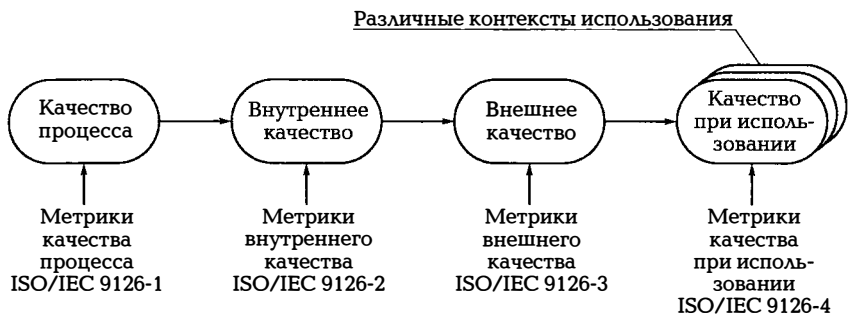 Различные контексты использования
Качество
процесса
Внутреннее
качество
Внешнее
качество
Качество
при исполь-
зовании
Метрики
качества
процесса
ISO/IEC 9126-1
Метрики
внутреннего
качества
ISO/IEC 9126-2
Метрики
внешнего
качества
ISO/IEC 9126-3
Метрики
качества
при исполь-
зовании
ISO/IEC 9126-4